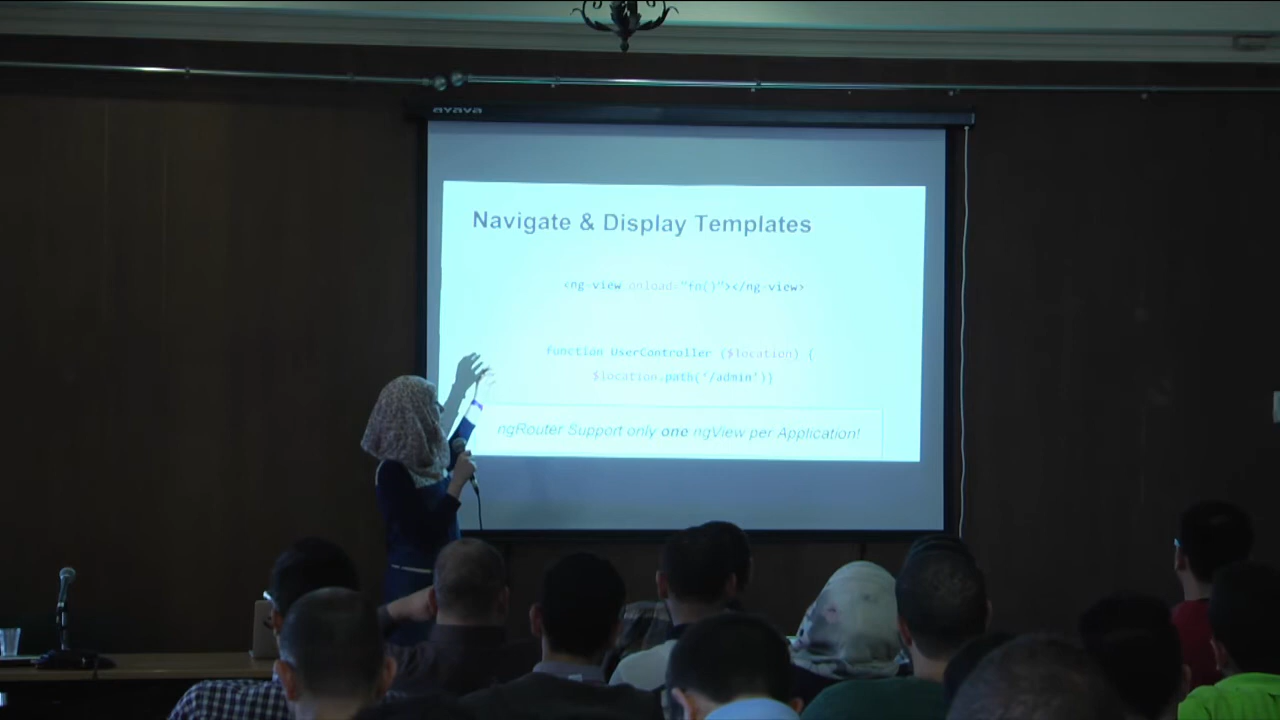 AVAYA
Navigate & Display Templates
<ng-view onload="fn()"></ng-view>
function UserController ($location) {
$location.path('/admin')}
ngRouter Support only one ngView per Application!